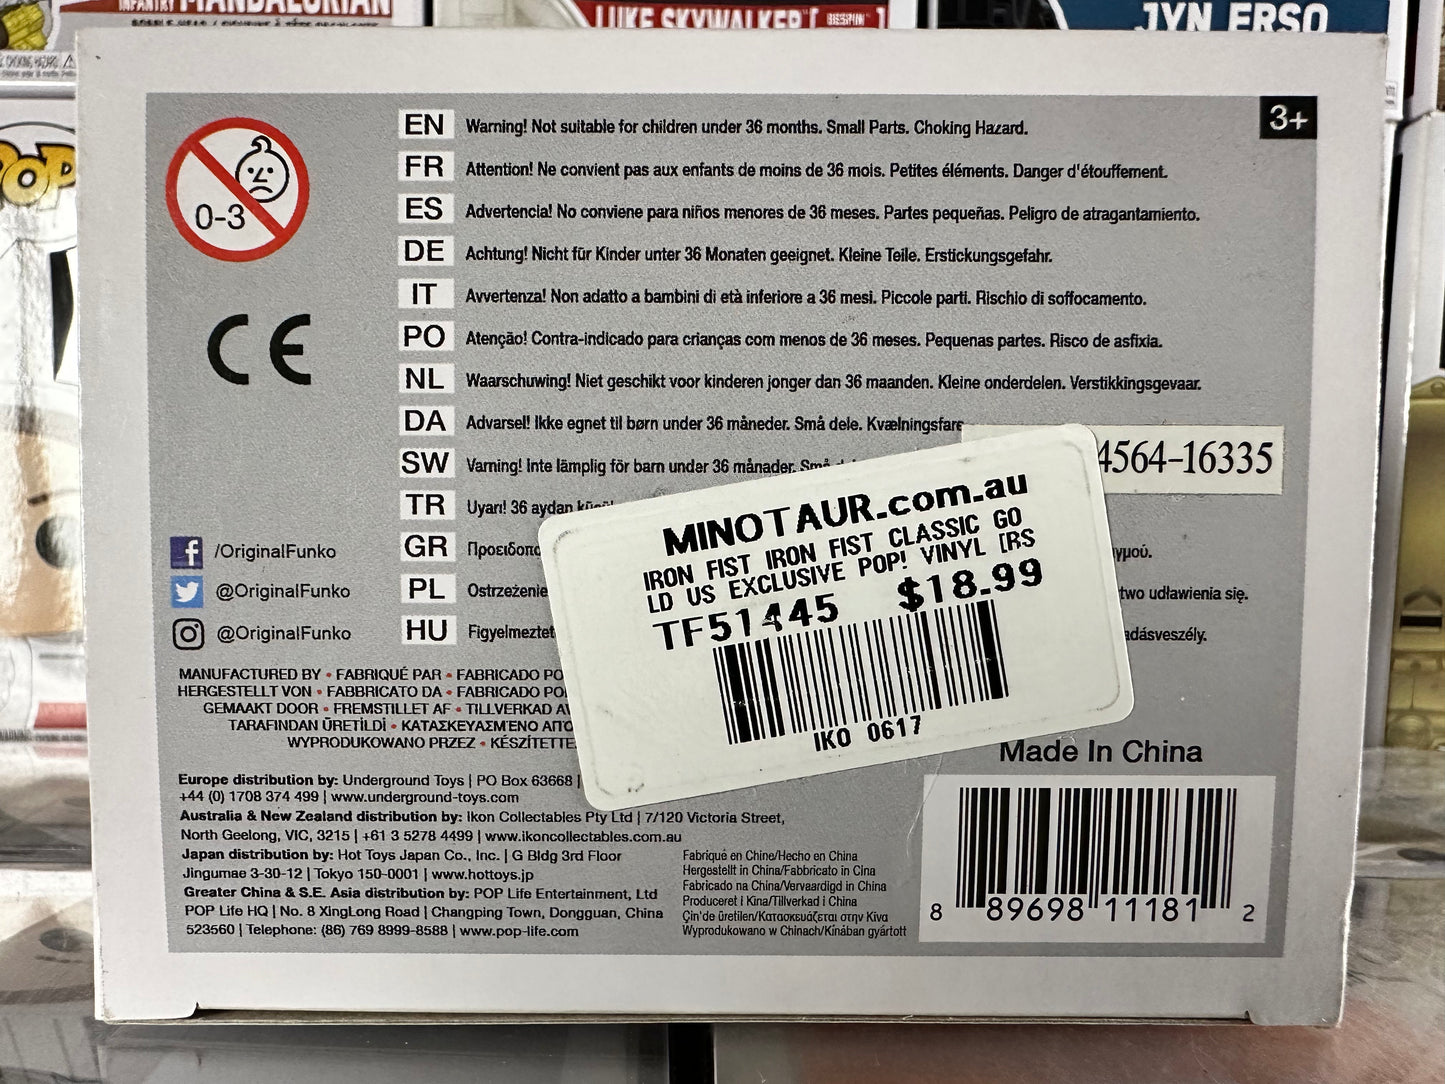 MANDALORIAN
LUKE SKYWALKER [ BESPIN ]
JYN ERSO
POP
3+
0-3
CE
EN Warning! Not suitable for children under 36 months. Small Parts. Choking Hazard.
FR Attention! Ne convient pas aux enfants de moins de 36 mois. Petites éléments. Danger d'étouffement.
ES Advertencia! No conviene para niños menores de 36 meses. Partes pequeñas. Peligro de atragantamiento.
DE Achtung! Nicht für Kinder unter 36 Monaten geeignet. Kleine Teile. Erstickungsgefahr.
IT Avvertenza! Non adatto a bambini di età inferiore a 36 mesi. Piccole parti. Rischio di soffocamento.
PO Atenção! Contra-indicado para crianças com menos de 36 meses. Pequenas partes. Risco de asfixia.
NL Waarschuwing! Niet geschikt voor kinderen jonger dan 36 maanden. Kleine onderdelen. Verstikkingsgevaar.
DA Advarsel! Ikke egnet til børn under 36 måneder. Små dele. Kvælningsfare
SW Varning! Inte lämplig för barn under 36 månader. Små
4564-16335
TR Uyarı! 36 aydan
GR Προειδοπο
γμού.
PL Ostrzeżenie
two udławienia się.
HU Figyelmeztet
adásveszély.
/OriginalFunko
@OriginalFunko
@OriginalFunko
MINOTAUR.com.au
IRON FIST IRON FIST CLASSIC GO
LD US EXCLUSIVE POP! VINYL [RS
TF51445 $18.99
IKO 0617
MANUFACTURED BY • FABRIQUÉ PAR • FABRICADO PO
HERGESTELLT VON • FABBRICATO DA • FABRICADO PO
GEMAAKT DOOR • FREMSTILLET AF • TILLVERKAD AV
TARAFINDAN ÜRETİLDİ • ΚΑΤΑΣΚΕΥΑΣΜΈΝΟ ΑΠΌ
WYPRODUKOWANO PRZEZ • KÉSZÍTETTE
Europe distribution by: Underground Toys | PO Box 63668 |
+44 (0) 1708 374 499 | www.underground-toys.com
Australia & New Zealand distribution by: Ikon Collectables Pty Ltd | 7/120 Victoria Street,
North Geelong, VIC, 3215 | +61 3 5278 4499 | www.ikoncollectables.com.au
Japan distribution by: Hot Toys Japan Co., Inc. | G Bldg 3rd Floor
Jingumae 3-30-12 | Tokyo 150-0001 | www.hottoys.jp
Greater China & S.E. Asia distribution by: POP Life Entertainment, Ltd
POP Life HQ | No. 8 XingLong Road | Changping Town, Dongguan, China
523560 | Telephone: (86) 769 8999-8588 | www.pop-life.com
Fabriqué en Chine/Hecho en China
Hergestellt in China/Fabbricato in Cina
Fabricado na China/Vervaardigd in China
Produceret i Kina/Tillverkad i China
Çin'de üretilen/Κατασκευάζεται στην Κίνα
Wyprodukowano w Chinach/Kínában gyártott
Made In China
8 89698 11181 2